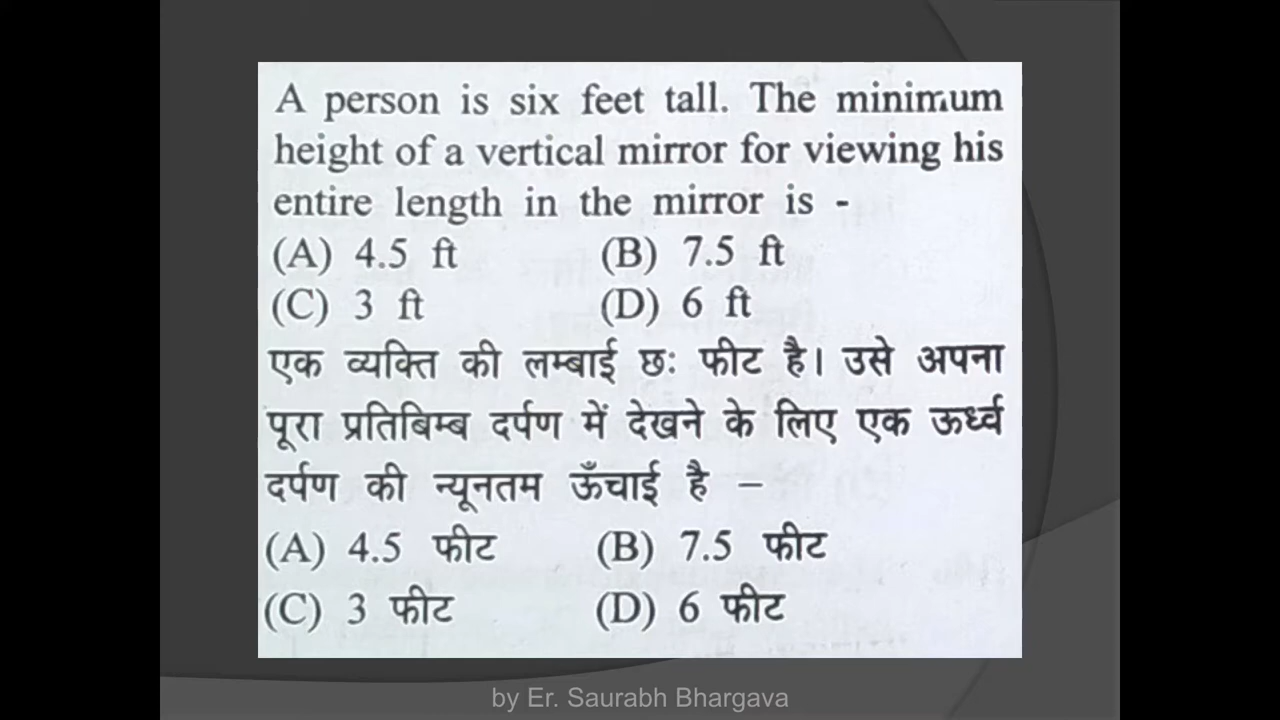 A person is six feet tall. The minimum
height of a vertical mirror for viewing his
entire length in the mirror is -
(A) 4.5 ft (B) 7.5 ft
(C) 3 ft (D) 6 ft
एक व्यक्ति की लम्बाई छः फीट है। उसे अपना
पूरा प्रतिबिम्ब दर्पण में देखने के लिए एक ऊर्ध्व
दर्पण की न्यूनतम ऊँचाई है –
(A) 4.5 फीट (B) 7.5 फीट
(C) 3 फीट (D) 6 फीट
by Er. Saurabh Bhargava